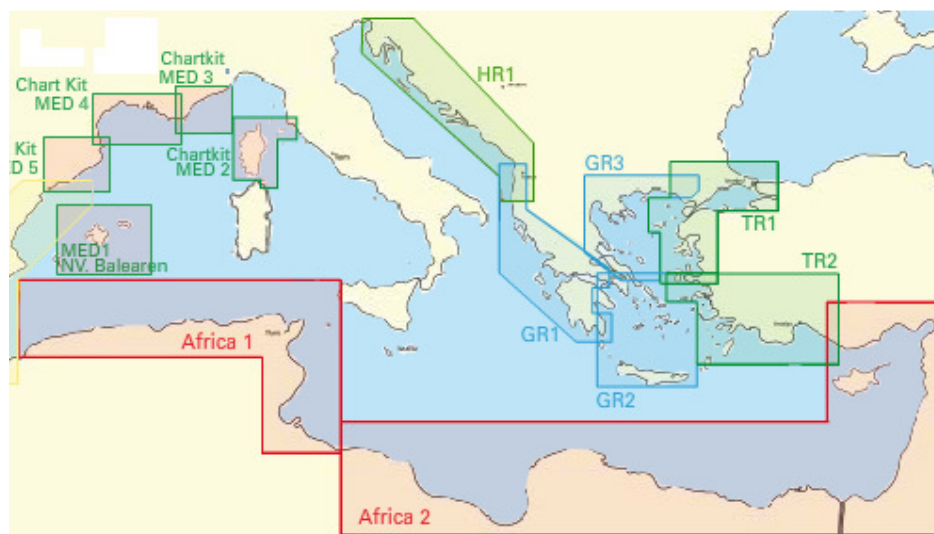 Chartkit
MED 3
Chart Kit
MED 4
HR1
Kit
ED 5
Chartkit
MED 2
GR3
TR1
MED1
NV. Balearen
TR2
Africa 1
GR1
GR2
Africa 2